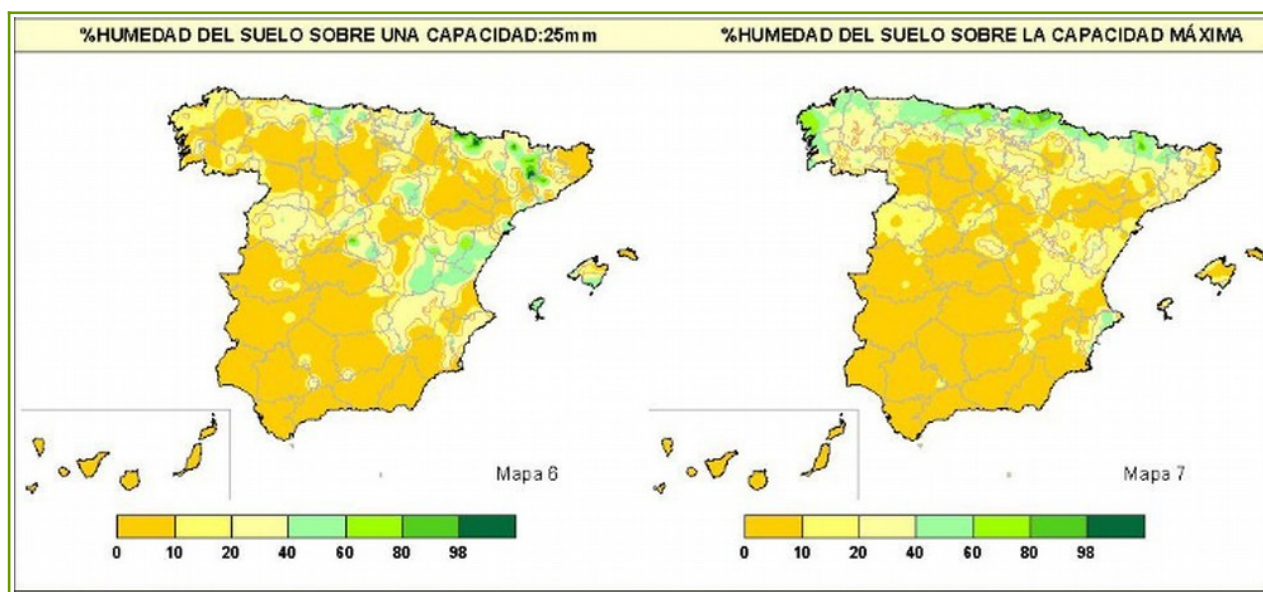 %HUMEDAD DEL SUELO SOBRE UNA CAPACIDAD:25mm
Mapa 6
0 10 20 40 60 80 98
%HUMEDAD DEL SUELO SOBRE LA CAPACIDAD MÁXIMA
Mapa 7
0 10 20 40 60 80 98